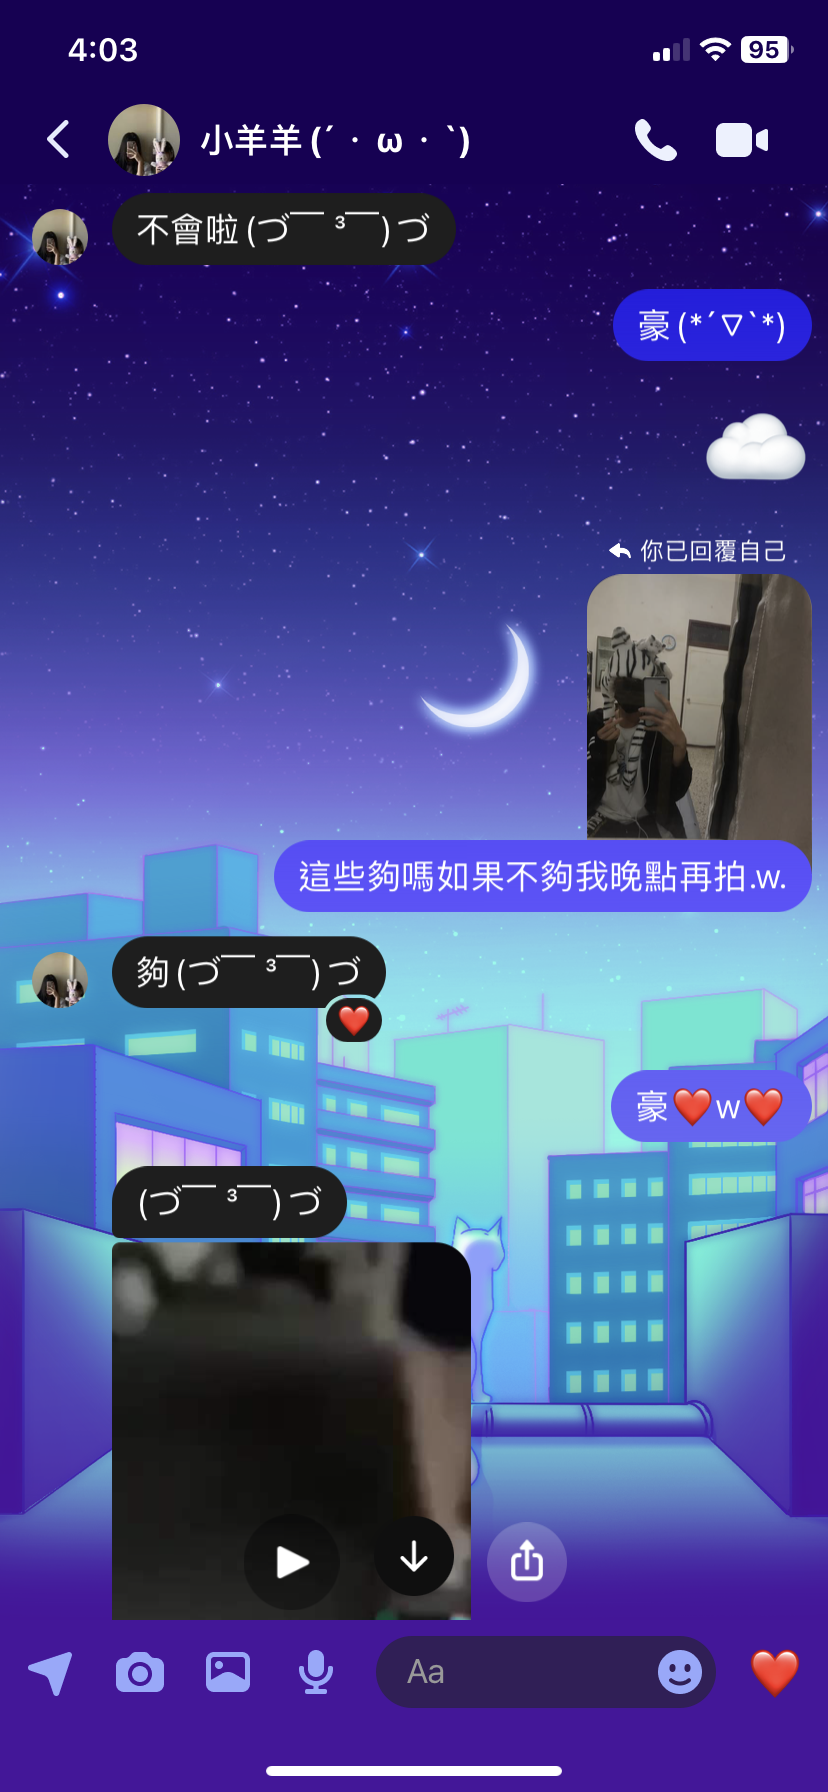 4:03
95
小羊羊 (´・ω・`)
不會啦 (づ￣ ³￣) づ
豪 (*´∇`*)
你已回覆自己
這些夠嗎如果不夠我晚點再拍.w.
夠 (づ￣ ³￣) づ
豪❤️w❤️
(づ￣ ³￣) づ
Aa